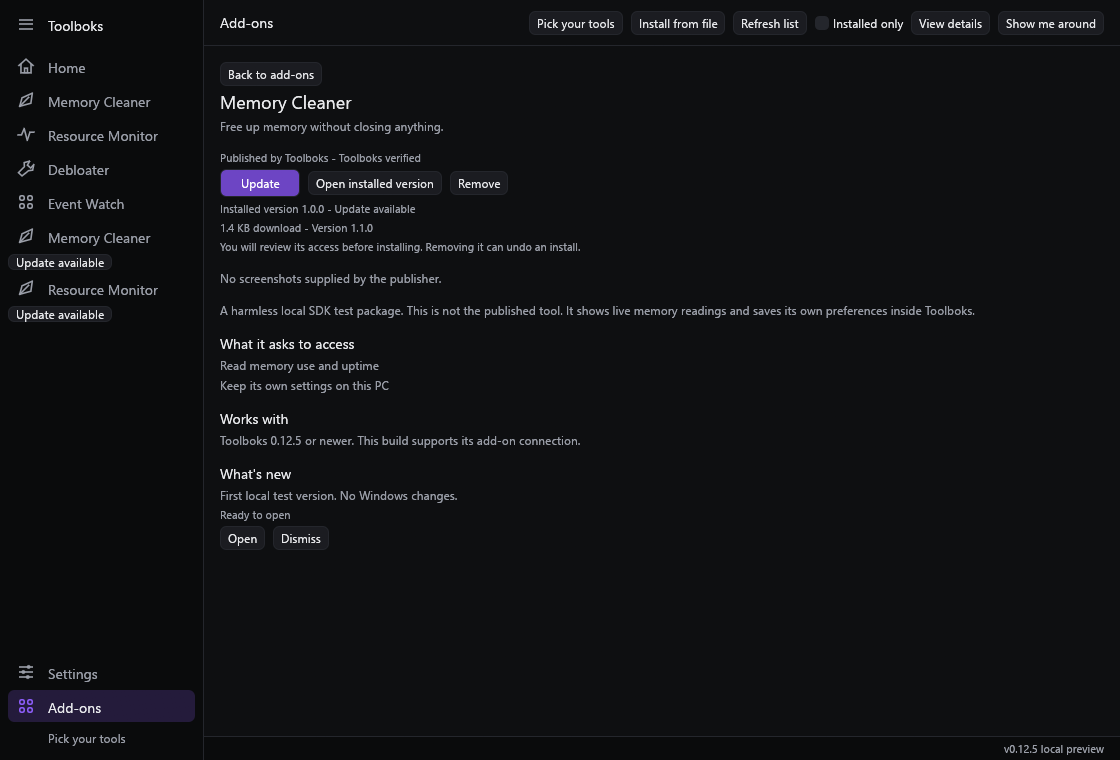 Toolboks
Home
Memory Cleaner
Resource Monitor
Debloater
Event Watch
Memory Cleaner
Update available
Resource Monitor
Update available
Settings
Add-ons
Pick your tools
Add-ons
Pick your tools
Install from file
Refresh list
Installed only
View details
Show me around
Back to add-ons
Memory Cleaner
Free up memory without closing anything.
Published by Toolboks - Toolboks verified
Update
Open installed version
Remove
Installed version 1.0.0 - Update available
1.4 KB download - Version 1.1.0
You will review its access before installing. Removing it can undo an install.
No screenshots supplied by the publisher.
A harmless local SDK test package. This is not the published tool. It shows live memory readings and saves its own preferences inside Toolboks.
What it asks to access
Read memory use and uptime
Keep its own settings on this PC
Works with
Toolboks 0.12.5 or newer. This build supports its add-on connection.
What's new
First local test version. No Windows changes.
Ready to open
Open
Dismiss
v0.12.5 local preview